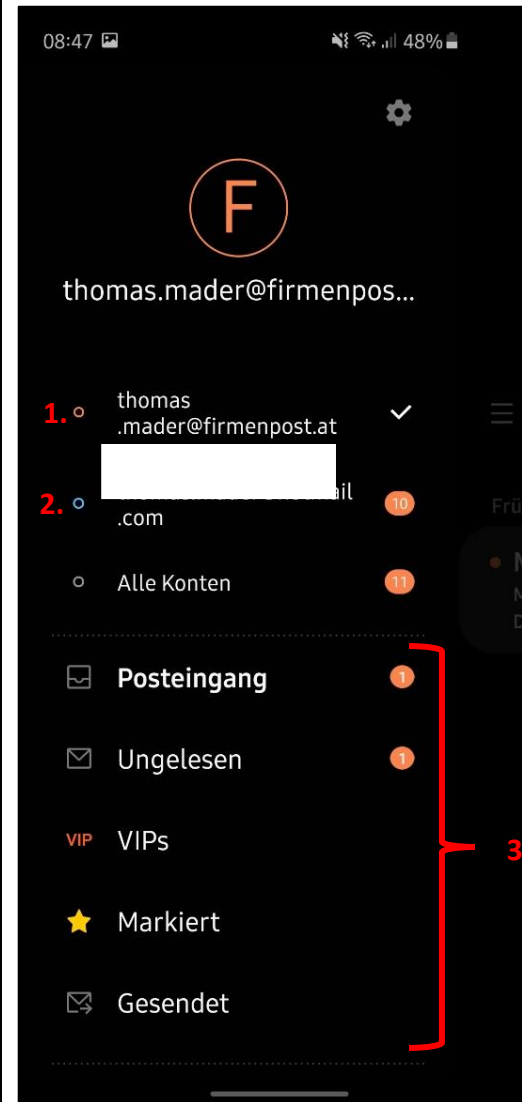 08:47 48%
F
thomas.mader@firmenpos...
1. thomas
.mader@firmenpost.at
2. 10
.com
Alle Konten 11
Posteingang 1
Ungelesen 1
VIP VIPs
3
Markiert
Gesendet